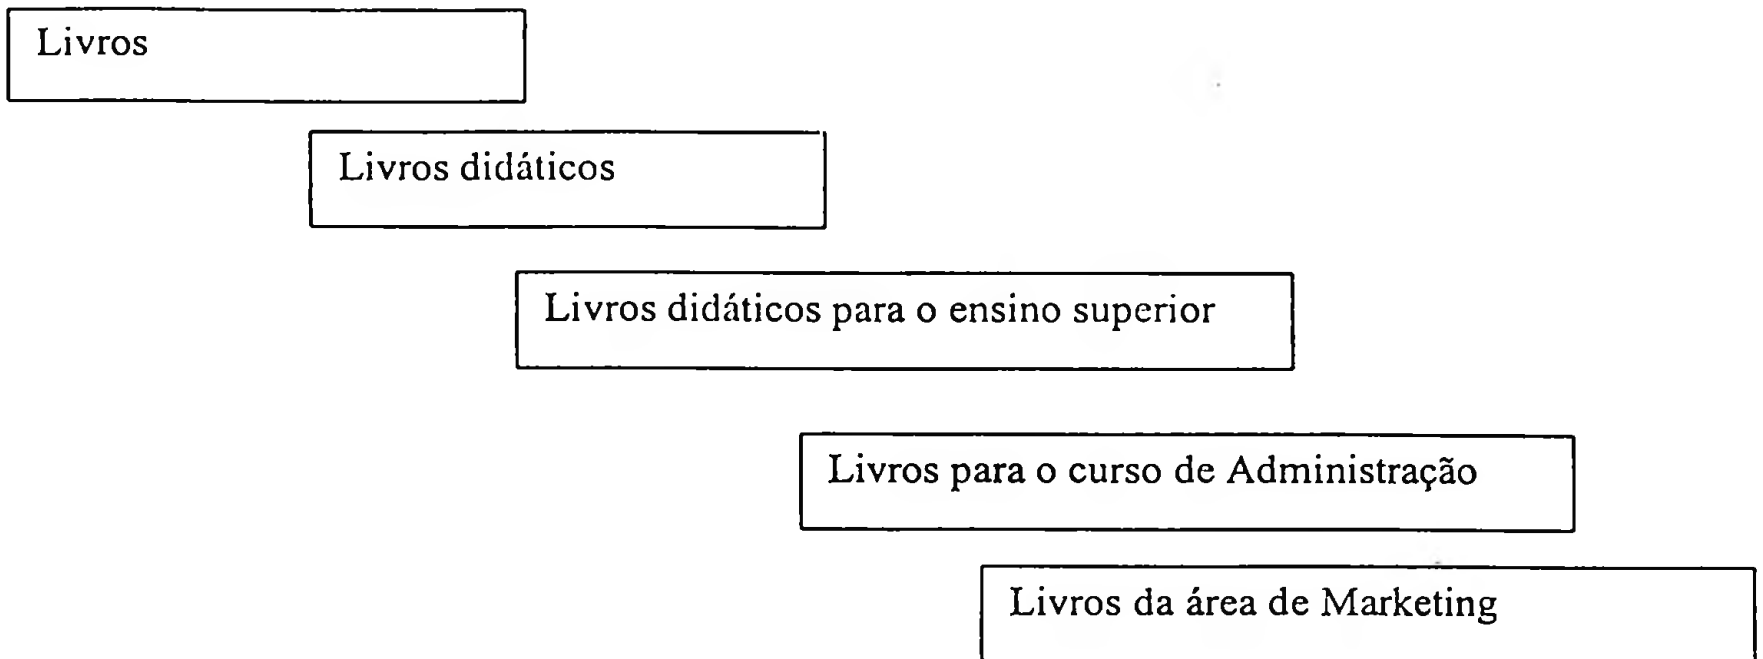 Livros
Livros didáticos
Livros didáticos para o ensino superior
Livros para o curso de Administração
Livros da área de Marketing